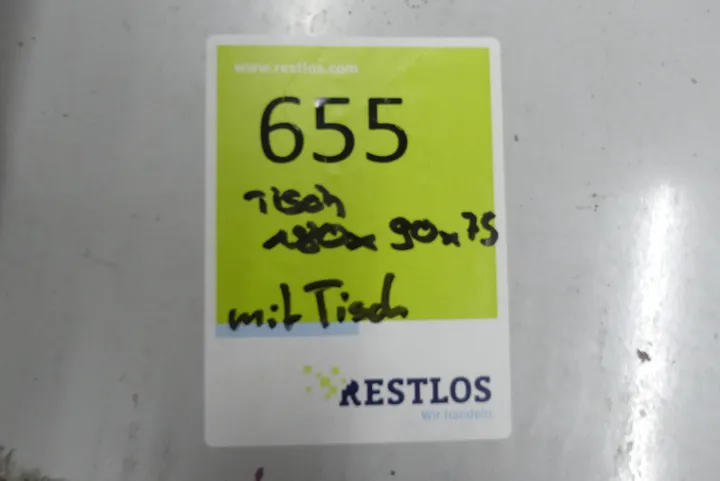 www.restlos.com
655
Tisch
180x 90x75
mit Tisch
RESTLOS
Wir handeln